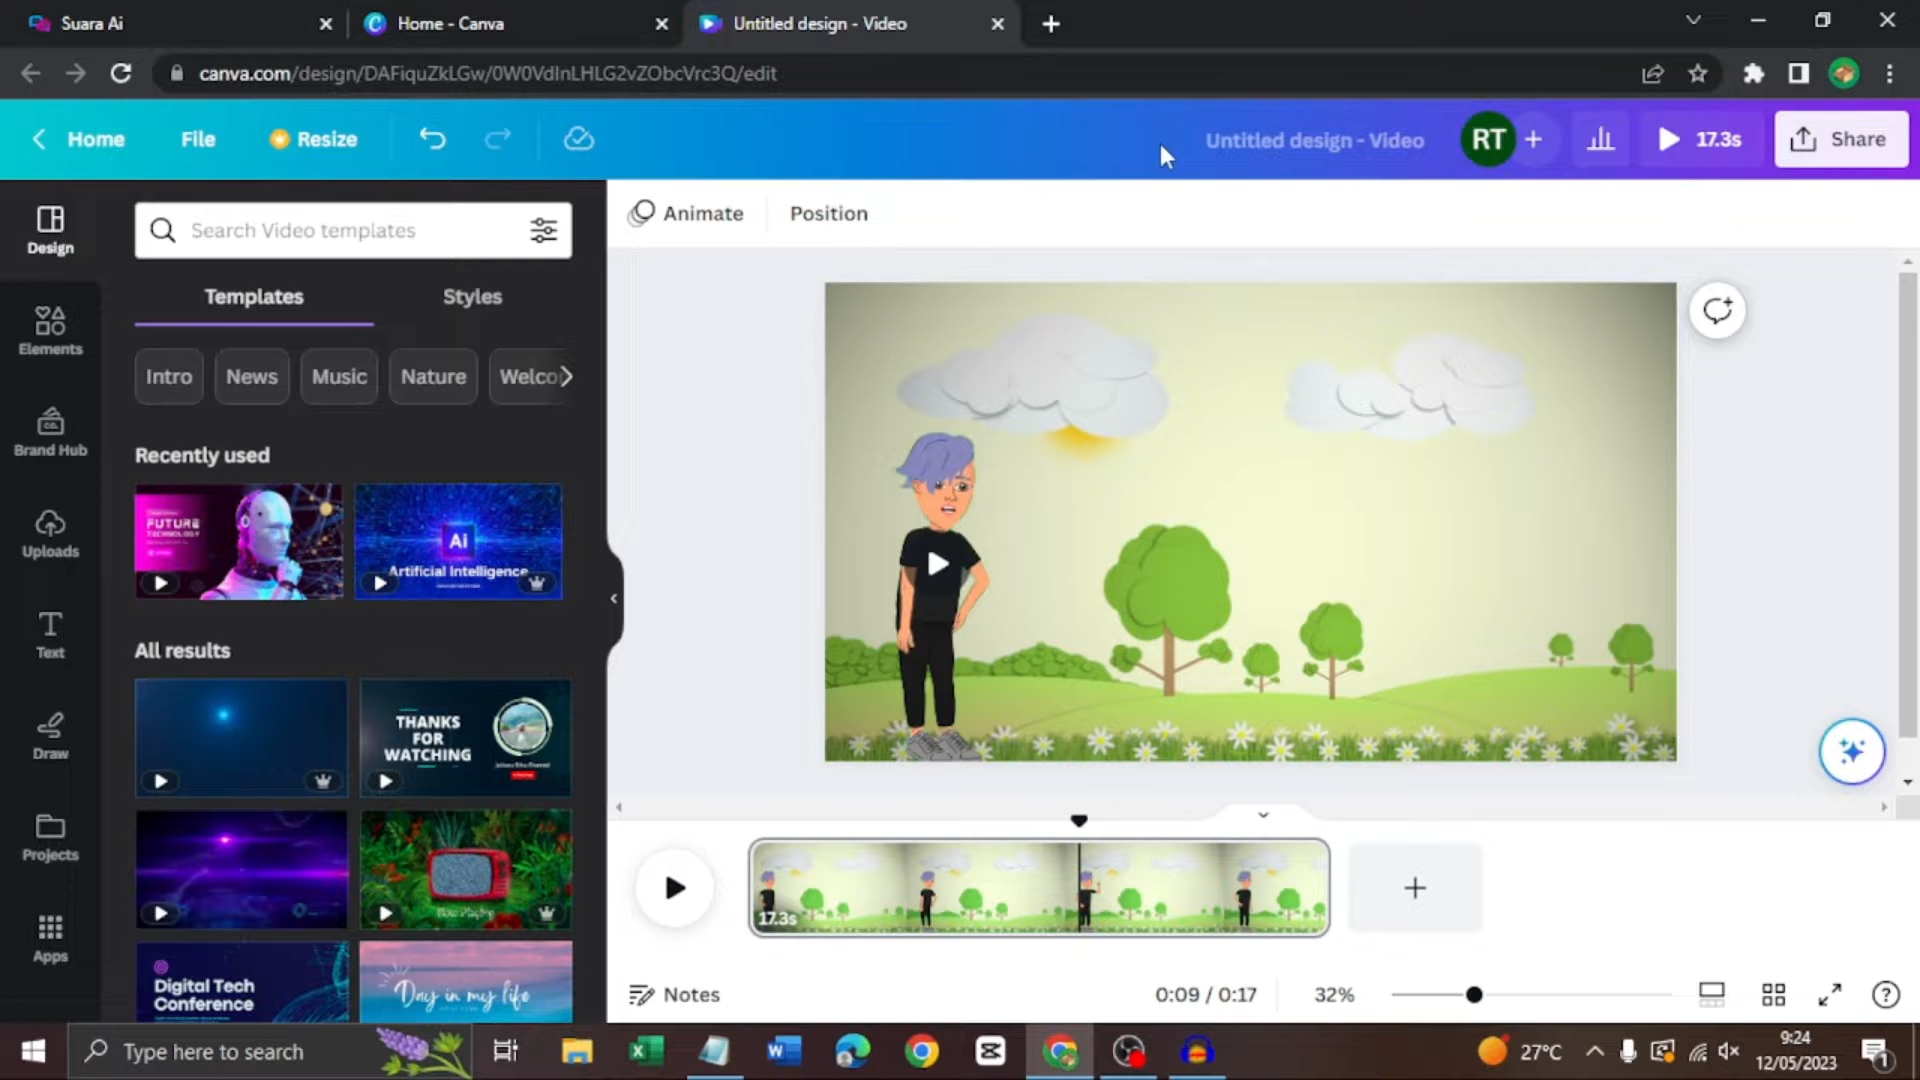 Suara Ai
Home - Canva
Untitled design - Video
canva.com/design/DAFiquZkLGw/0W0VdlnLHLG2vZObcVrc3Q/edit
Home
File
Resize
Untitled design - Video
RT
17.3s
Share
Design
Elements
Brand Hub
Uploads
Text
Draw
Projects
Apps
Search Video templates
Templates
Styles
Intro
News
Music
Nature
Welco
Recently used
FUTURE
TECHNOLOGY
Ai
Artificial Intelligence
All results
THANKS
FOR
WATCHING
Now Playing
Digital Tech
Conference
Day in my life
Animate
Position
17.3s
Notes
0:09 / 0:17
32%
Type here to search
27°C
9:24
12/05/2023
1